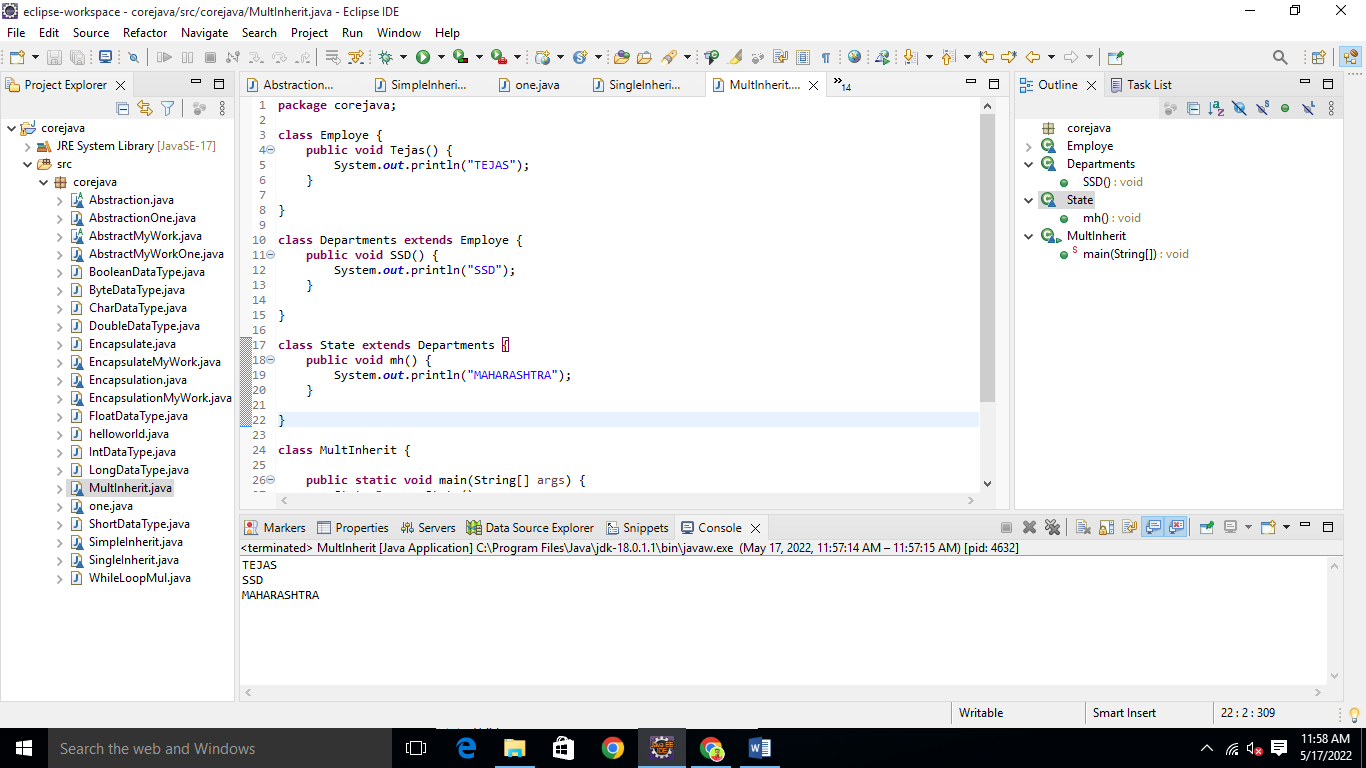 eclipse-workspace - corejava/src/corejava/MultInherit.java - Eclipse IDE
File Edit Source Refactor Navigate Search Project Run Window Help
Project Explorer
corejava
JRE System Library [JavaSE-17]
src
corejava
Abstraction.java
AbstractionOne.java
AbstractMyWork.java
AbstractMyWorkOne.java
BooleanDataType.java
ByteDataType.java
CharDataType.java
DoubleDataType.java
Encapsulate.java
EncapsulateMyWork.java
Encapsulation.java
EncapsulationMyWork.java
FloatDataType.java
helloworld.java
IntDataType.java
LongDataType.java
MultInherit.java
one.java
ShortDataType.java
SimpleInherit.java
SingleInherit.java
WhileLoopMul.java
Abstraction... SimpleInheri... one.java SingleInheri... MultInherit.... »14
1 package corejava;
2
3 class Employe {
4 public void Tejas() {
5 System.out.println("TEJAS");
6 }
7
8 }
9
10 class Departments extends Employe {
11 public void SSD() {
12 System.out.println("SSD");
13 }
14
15 }
16
17 class State extends Departments {
18 public void mh() {
19 System.out.println("MAHARASHTRA");
20 }
21
22 }
23
24 class MultInherit {
25
26 public static void main(String[] args) {
Outline Task List
corejava
Employe
Departments
SSD() : void
State
mh() : void
MultInherit
main(String[]) : void
Markers Properties Servers Data Source Explorer Snippets Console
<terminated> MultInherit [Java Application] C:\Program Files\Java\jdk-18.0.1.1\bin\javaw.exe (May 17, 2022, 11:57:14 AM – 11:57:15 AM) [pid: 4632]
TEJAS
SSD
MAHARASHTRA
Writable Smart Insert 22 : 2 : 309
Search the web and Windows
11:58 AM
5/17/2022